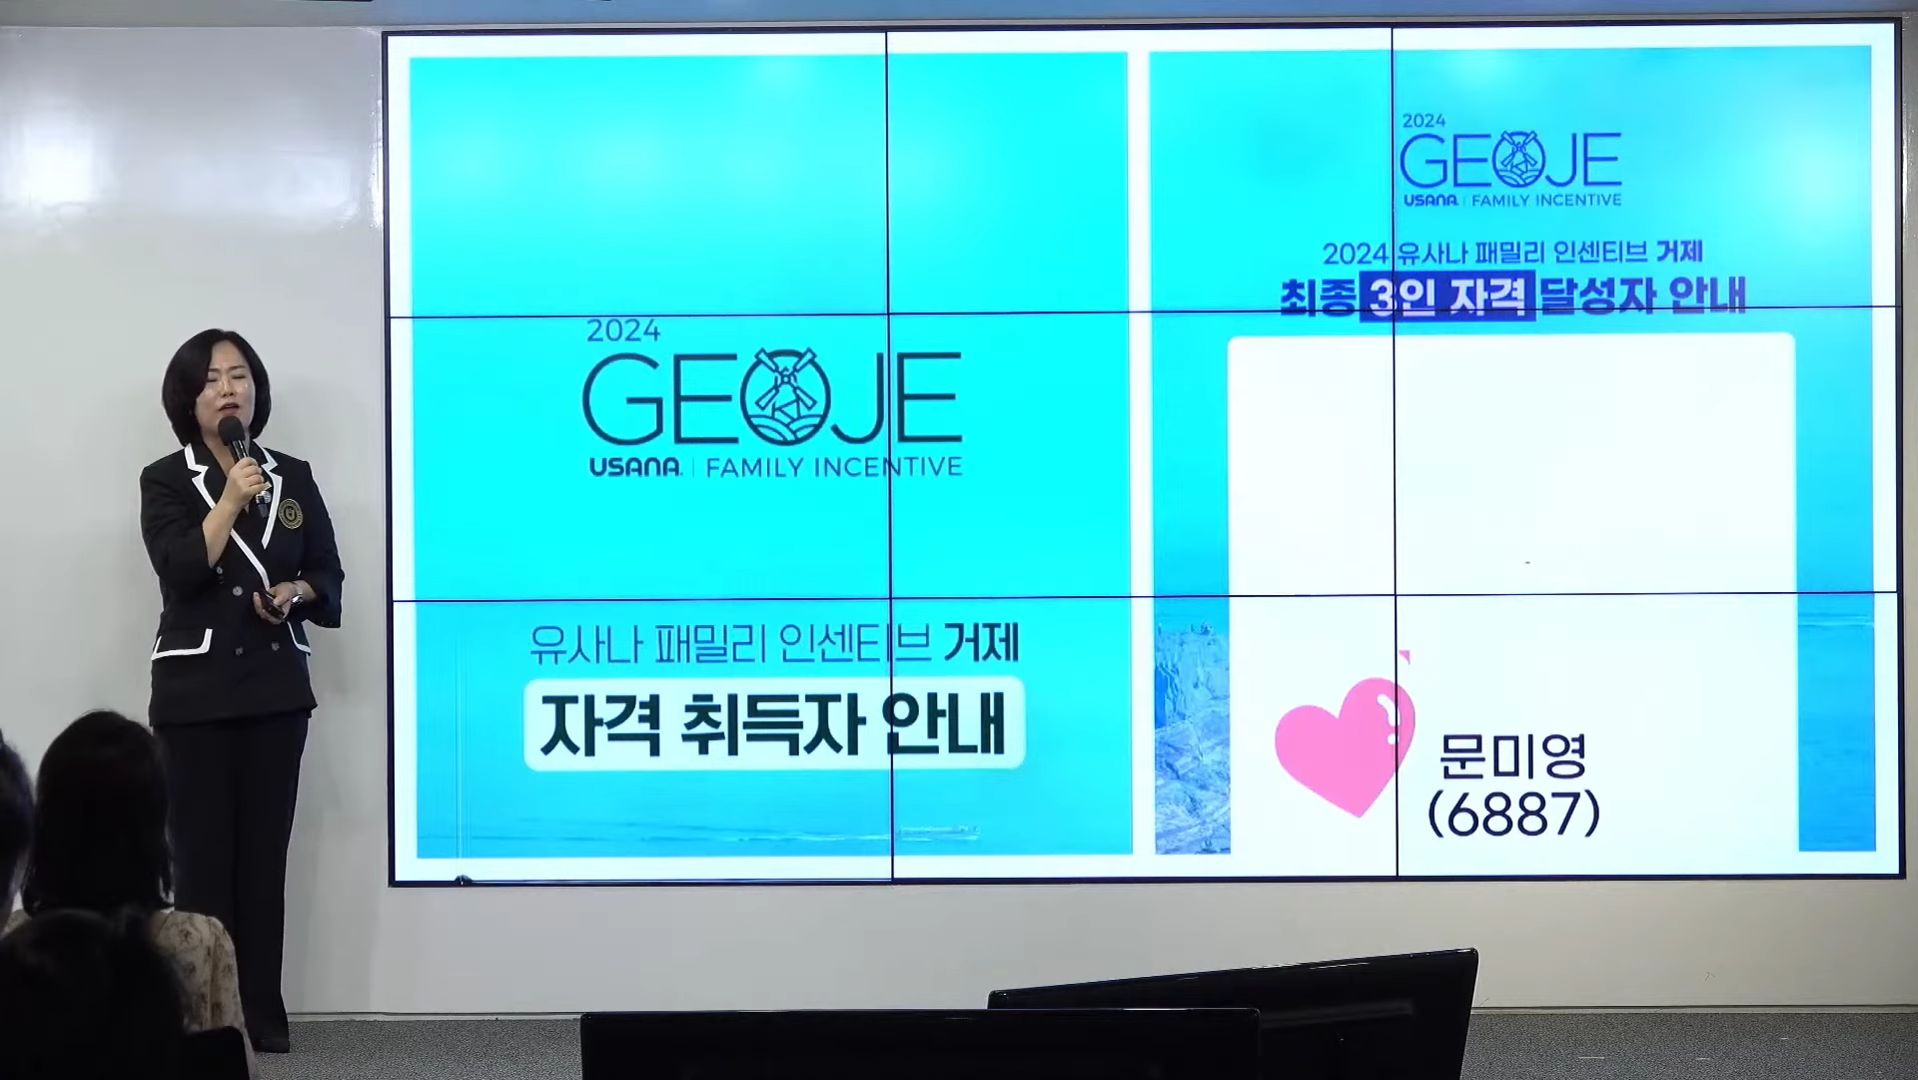 2024
GEOJE
USANA | FAMILY INCENTIVE
유사나 패밀리 인센티브 거제
자격 취득자 안내
2024
GEOJE
USANA | FAMILY INCENTIVE
2024 유사나 패밀리 인센티브 거제
최종 3인 자격 달성자 안내
문미영
(6887)